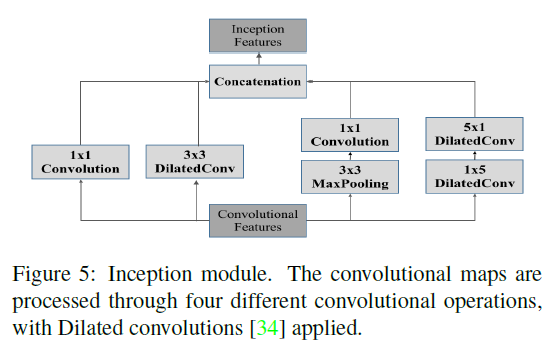 Inception
Features
Concatenation
1x1
Convolution
3x3
DilatedConv
1x1
Convolution
3x3
MaxPooling
5x1
DilatedConv
1x5
DilatedConv
Convolutional
Features
Figure 5: Inception module. The convolutional maps are
processed through four different convolutional operations,
with Dilated convolutions [34] applied.